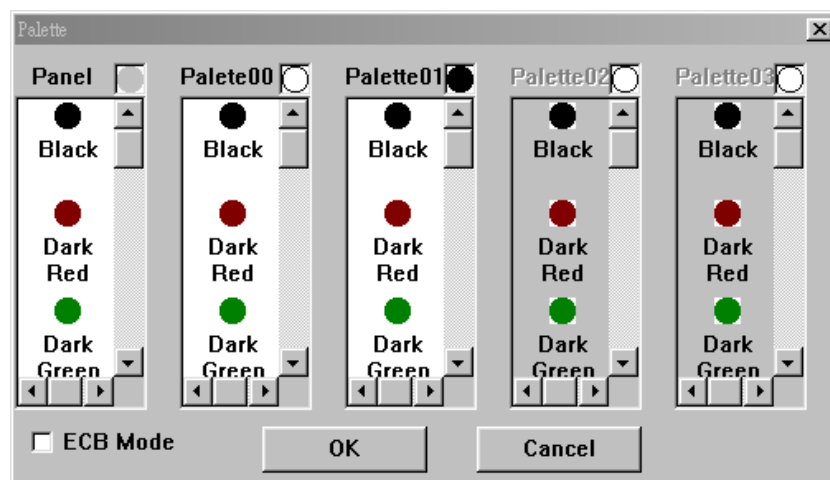 Palette
Panel Palete00 Palette01 Palette02 Palette03
Black Black Black Black Black
Dark Dark Dark Dark Dark
Red Red Red Red Red
Dark Dark Dark Dark Dark
Green Green Green Green Green
ECB Mode OK Cancel